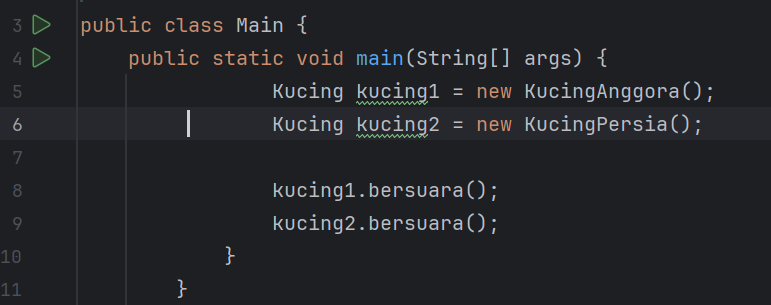 3 public class Main {
4 public static void main(String[] args) {
5 Kucing kucing1 = new KucingAnggora();
6 Kucing kucing2 = new KucingPersia();
7
8 kucing1.bersuara();
9 kucing2.bersuara();
10 }
11 }